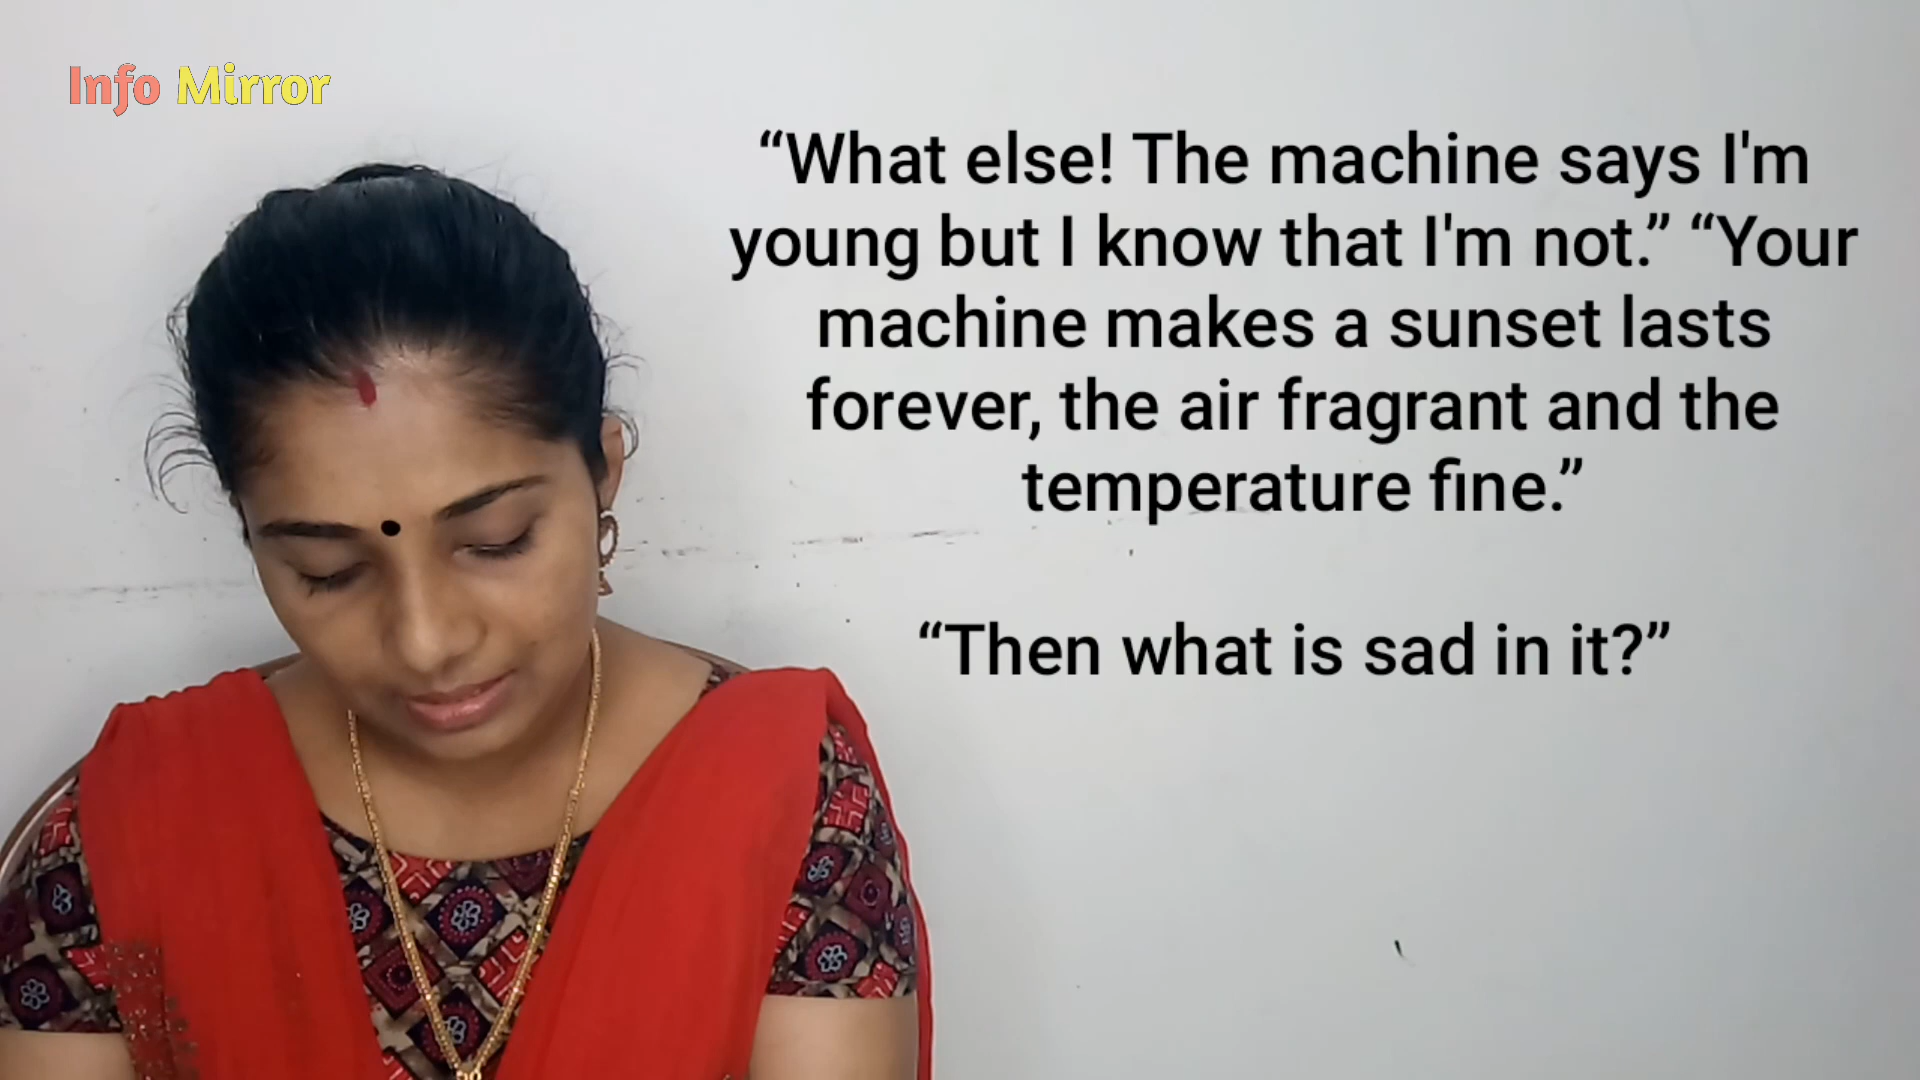 Info Mirror
“What else! The machine says I'm
young but I know that I'm not.” “Your
machine makes a sunset lasts
forever, the air fragrant and the
temperature fine.”
“Then what is sad in it?”